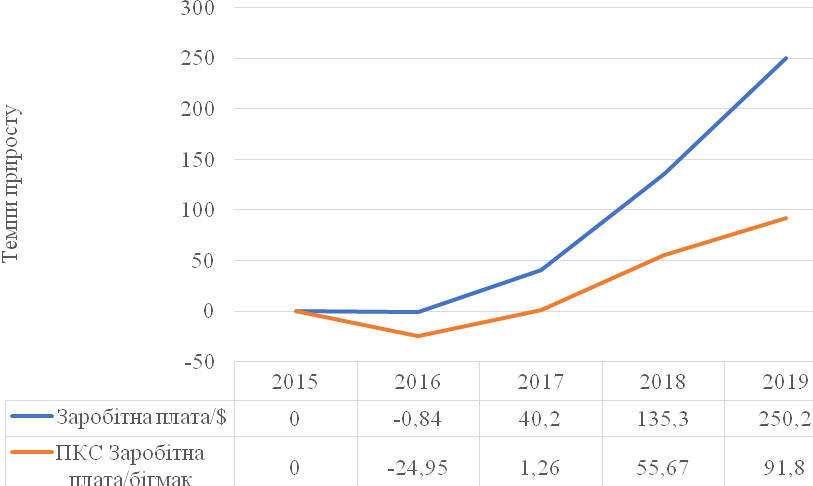 300
250
200
150
100
50
0
-50
Темпи приросту
2015 2016 2017 2018 2019
Заробітна плата/$ 0 -0,84 40,2 135,3 250,2
ПКС Заробітна
плата/бігмак 0 -24,95 1,26 55,67 91,8